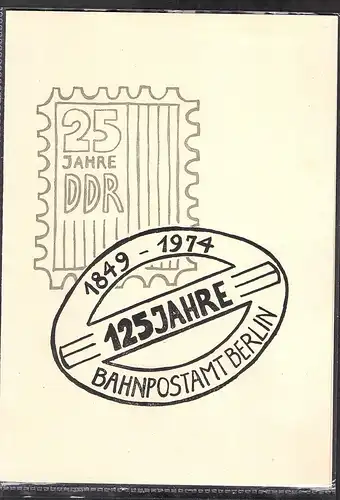 25
JAHRE
DDR
1849 - 1974
125 JAHRE
BAHNPOSTAMT BERLIN